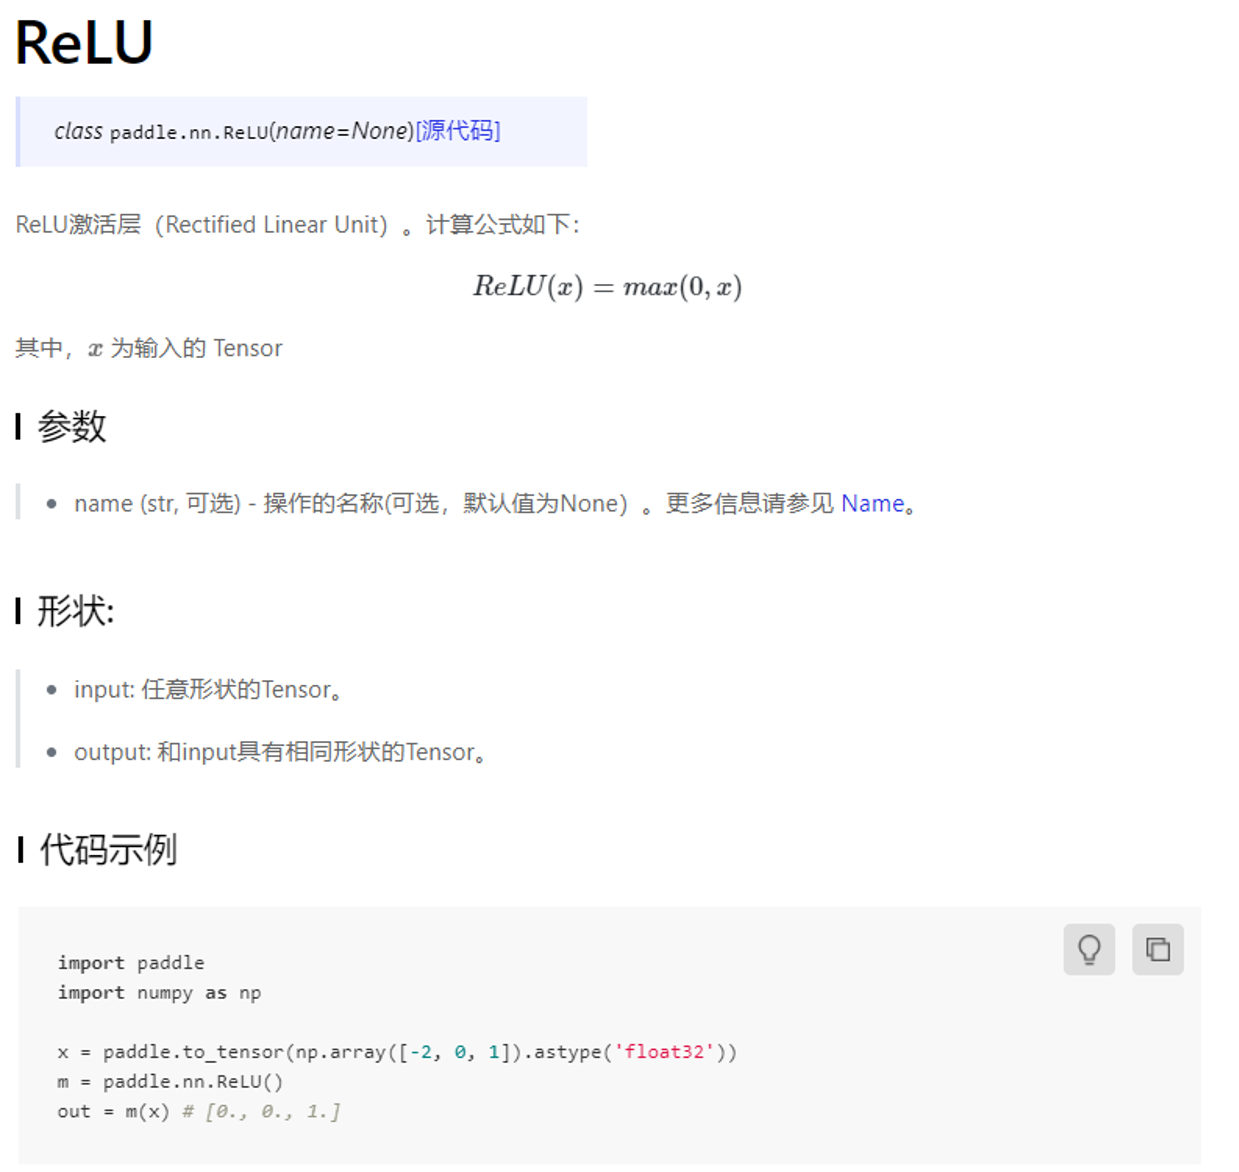 ReLU
class paddle.nn.ReLU(name=None)[源代码]
ReLU激活层（Rectified Linear Unit）。计算公式如下：
ReLU(x) = max(0, x)
其中，x 为输入的 Tensor
参数
• name (str, 可选) - 操作的名称(可选，默认值为None）。更多信息请参见 Name。
形状:
• input: 任意形状的Tensor。
• output: 和input具有相同形状的Tensor。
代码示例
import paddle
import numpy as np
x = paddle.to_tensor(np.array([-2, 0, 1]).astype('float32'))
m = paddle.nn.ReLU()
out = m(x) # [0., 0., 1.]